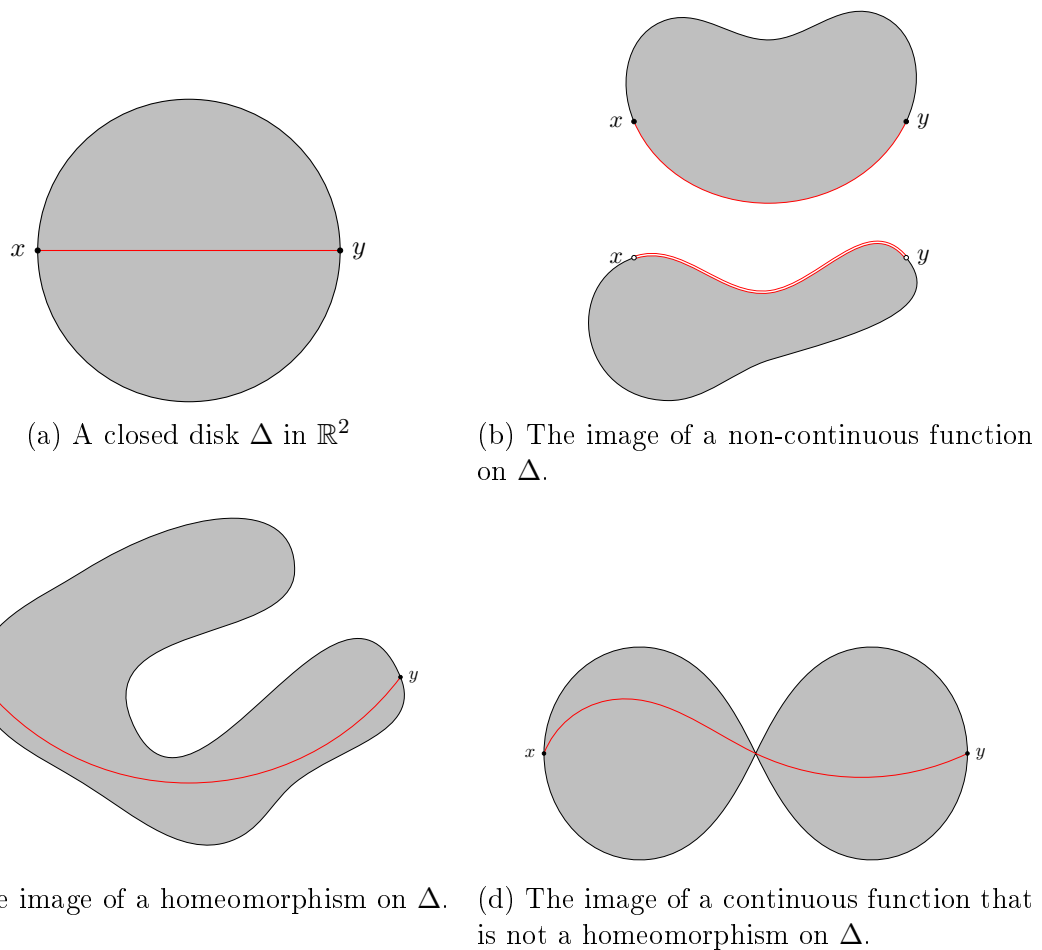 x
y
(a) A closed disk Δ in ℝ²
x
y
x
y
(b) The image of a non-continuous function
on Δ.
y
image of a homeomorphism on Δ.
x
y
(d) The image of a continuous function that
is not a homeomorphism on Δ.